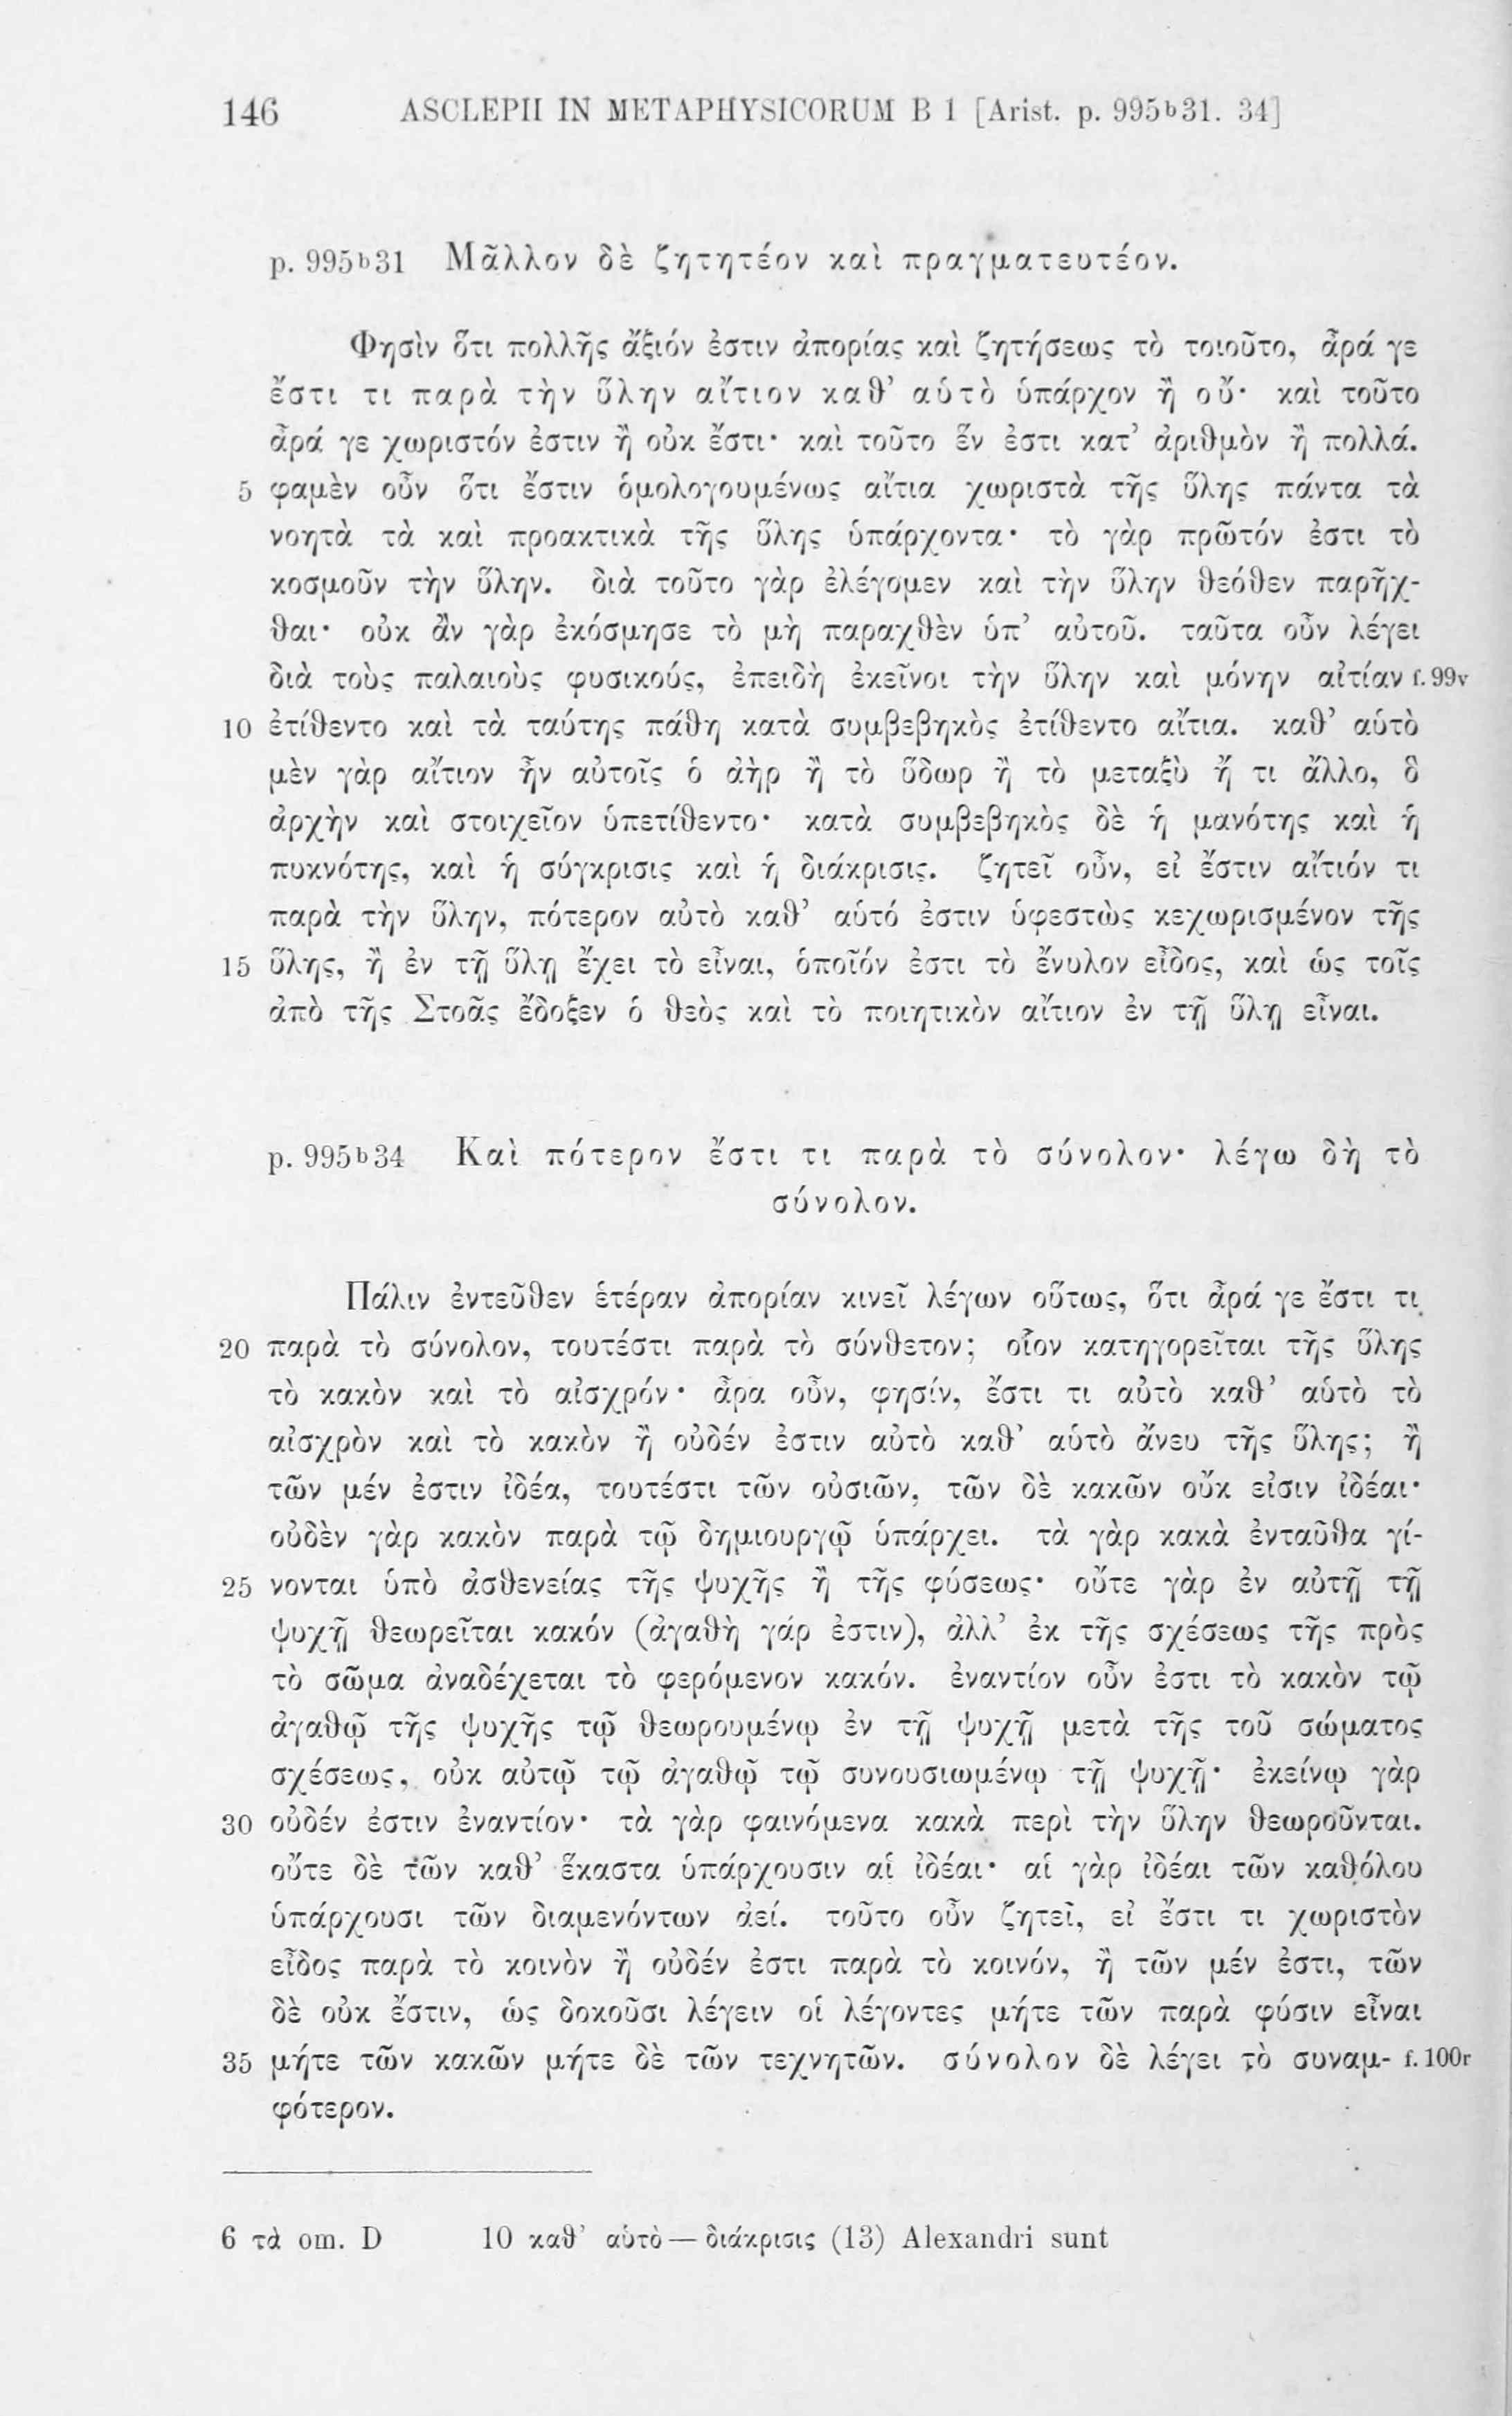 146 ASCLEPII IN METAPHYSICORUM B 1 [Arist. p. 995b31. 34]
p. 995b31 Μᾶλλον δὲ ζητητέον καὶ πραγματευτέον.
Φησὶν ὅτι πολλῆς ἄξιόν ἐστιν ἀπορίας καὶ ζητήσεως τὸ τοιοῦτο, ἆρά γε
ἔστι τι παρὰ τὴν ὕλην αἴτιον καθ’ αὑτὸ ὑπάρχον ἢ οὔ· καὶ τοῦτο
ἆρά γε χωριστόν ἐστιν ἢ οὐκ ἔστι· καὶ τοῦτο ἕν ἐστι κατ’ ἀριθμὸν ἢ πολλά.
5 φαμὲν οὖν ὅτι ἔστιν ὁμολογουμένως αἴτια χωριστὰ τῆς ὕλης πάντα τὰ
νοητὰ τὰ καὶ προακτικὰ τῆς ὕλης ὑπάρχοντα· τὸ γὰρ πρῶτόν ἐστι τὸ
κοσμοῦν τὴν ὕλην. διὰ τοῦτο γὰρ ἐλέγομεν καὶ τὴν ὕλην θεόθεν παρῆχ-
θαι· οὐκ ἂν γὰρ ἐκόσμησε τὸ μὴ παραχθὲν ὑπ’ αὐτοῦ. ταῦτα οὖν λέγει
διὰ τοὺς παλαιοὺς φυσικούς, ἐπειδὴ ἐκεῖνοι τὴν ὕλην καὶ μόνην αἰτίαν f. 99v
10 ἐτίθεντο καὶ τὰ ταύτης πάθη κατὰ συμβεβηκὸς ἐτίθεντο αἴτια. καθ’ αὑτὸ
μὲν γὰρ αἴτιον ἦν αὐτοῖς ὁ ἀὴρ ἢ τὸ ὕδωρ ἢ τὸ μεταξὺ ἤ τι ἄλλο, ὃ
ἀρχὴν καὶ στοιχεῖον ὑπετίθεντο· κατὰ συμβεβηκὸς δὲ ἡ μανότης καὶ ἡ
πυκνότης, καὶ ἡ σύγκρισις καὶ ἡ διάκρισις. ζητεῖ οὖν, εἰ ἔστιν αἴτιόν τι
παρὰ τὴν ὕλην, πότερον αὐτὸ καθ’ αὑτό ἐστιν ὑφεστὼς κεχωρισμένον τῆς
15 ὕλης, ἢ ἐν τῇ ὕλῃ ἔχει τὸ εἶναι, ὁποῖόν ἐστι τὸ ἔνυλον εἶδος, καὶ ὡς τοῖς
ἀπὸ τῆς Στοᾶς ἔδοξεν ὁ θεὸς καὶ τὸ ποιητικὸν αἴτιον ἐν τῇ ὕλῃ εἶναι.
p. 995b34 Καὶ πότερον ἔστι τι παρὰ τὸ σύνολον· λέγω δὴ τὸ
σύνολον.
Πάλιν ἐντεῦθεν ἑτέραν ἀπορίαν κινεῖ λέγων οὕτως, ὅτι ἆρά γε ἔστι τι
20 παρὰ τὸ σύνολον, τουτέστι παρὰ τὸ σύνθετον; οἷον κατηγορεῖται τῆς ὕλης
τὸ κακὸν καὶ τὸ αἰσχρόν· ἆρα οὖν, φησίν, ἔστι τι αὐτὸ καθ’ αὑτὸ τὸ
αἰσχρὸν καὶ τὸ κακὸν ἢ οὐδέν ἐστιν αὐτὸ καθ’ αὑτὸ ἄνευ τῆς ὕλης; ἢ
τῶν μέν ἐστιν ἰδέα, τουτέστι τῶν οὐσιῶν, τῶν δὲ κακῶν οὔκ εἰσιν ἰδέαι·
οὐδὲν γὰρ κακὸν παρὰ τῷ δημιουργῷ ὑπάρχει. τὰ γὰρ κακὰ ἐνταῦθα γί-
25 νονται ὑπὸ ἀσθενείας τῆς ψυχῆς ἢ τῆς φύσεως· οὔτε γὰρ ἐν αὐτῇ τῇ
ψυχῇ θεωρεῖται κακόν (ἀγαθὴ γάρ ἐστιν), ἀλλ’ ἐκ τῆς σχέσεως τῆς πρὸς
τὸ σῶμα ἀναδέχεται τὸ φερόμενον κακόν. ἐναντίον οὖν ἐστι τὸ κακὸν τῷ
ἀγαθῷ τῆς ψυχῆς τῷ θεωρουμένῳ ἐν τῇ ψυχῇ μετὰ τῆς τοῦ σώματος
σχέσεως, οὐκ αὐτῷ τῷ ἀγαθῷ τῷ συνουσιωμένῳ τῇ ψυχῇ· ἐκείνῳ γὰρ
30 οὐδέν ἐστιν ἐναντίον· τὰ γὰρ φαινόμενα κακὰ περὶ τὴν ὕλην θεωροῦνται.
οὔτε δὲ τῶν καθ’ ἕκαστα ὑπάρχουσιν αἱ ἰδέαι· αἱ γὰρ ἰδέαι τῶν καθόλου
ὑπάρχουσι τῶν διαμενόντων ἀεί. τοῦτο οὖν ζητεῖ, εἰ ἔστι τι χωριστὸν
εἶδος παρὰ τὸ κοινὸν ἢ οὐδέν ἐστι παρὰ τὸ κοινόν, ἢ τῶν μέν ἐστι, τῶν
δὲ οὐκ ἔστιν, ὡς δοκοῦσι λέγειν οἱ λέγοντες μήτε τῶν παρὰ φύσιν εἶναι
35 μήτε τῶν κακῶν μήτε δὲ τῶν τεχνητῶν. σύνολον δὲ λέγει τὸ συναμ- f. 100r
φότερον.
6 τὰ om. D 10 καθ’ αὑτὸ — διάκρισις (13) Alexandri sunt